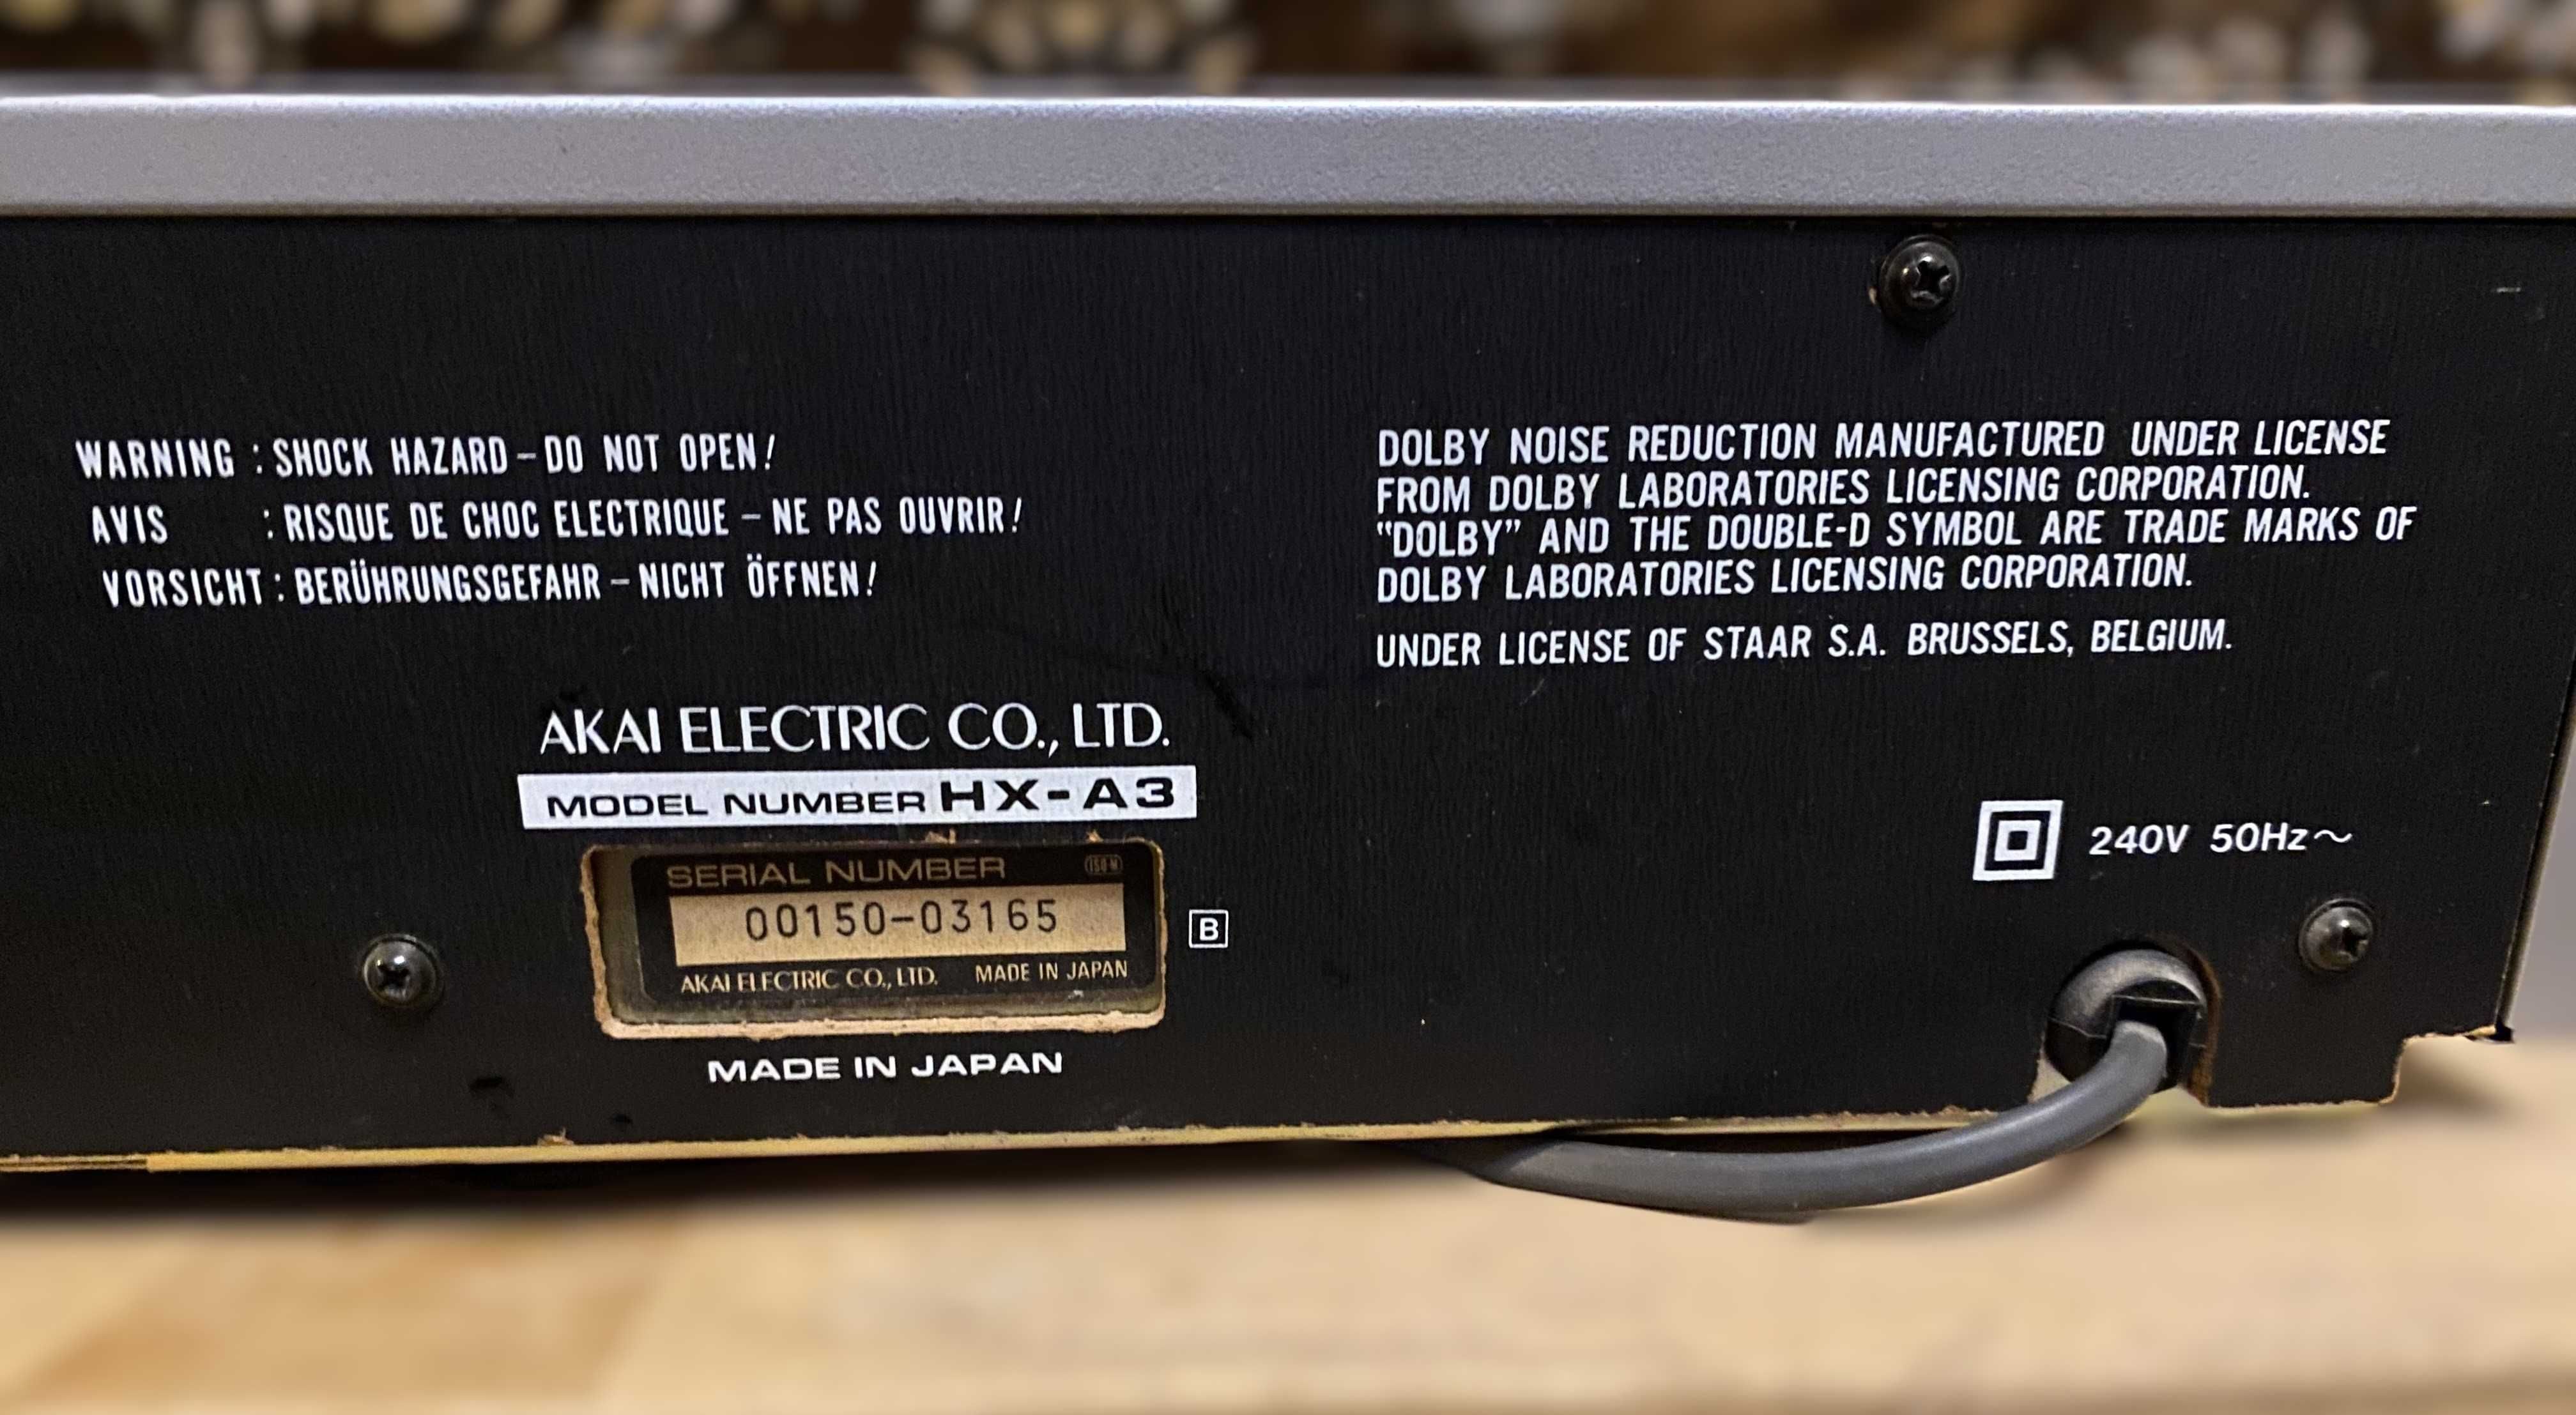 WARNING : SHOCK HAZARD – DO NOT OPEN!
AVIS : RISQUE DE CHOC ELECTRIQUE – NE PAS OUVRIR!
VORSICHT : BERÜHRUNGSGEFAHR – NICHT ÖFFNEN!
DOLBY NOISE REDUCTION MANUFACTURED UNDER LICENSE
FROM DOLBY LABORATORIES LICENSING CORPORATION.
“DOLBY” AND THE DOUBLE-D SYMBOL ARE TRADE MARKS OF
DOLBY LABORATORIES LICENSING CORPORATION.
UNDER LICENSE OF STAAR S.A. BRUSSELS, BELGIUM.
AKAI ELECTRIC CO., LTD.
MODEL NUMBER HX-A3
SERIAL NUMBER
00150-03165
AKAI ELECTRIC CO., LTD. MADE IN JAPAN
B
MADE IN JAPAN
240V 50Hz~